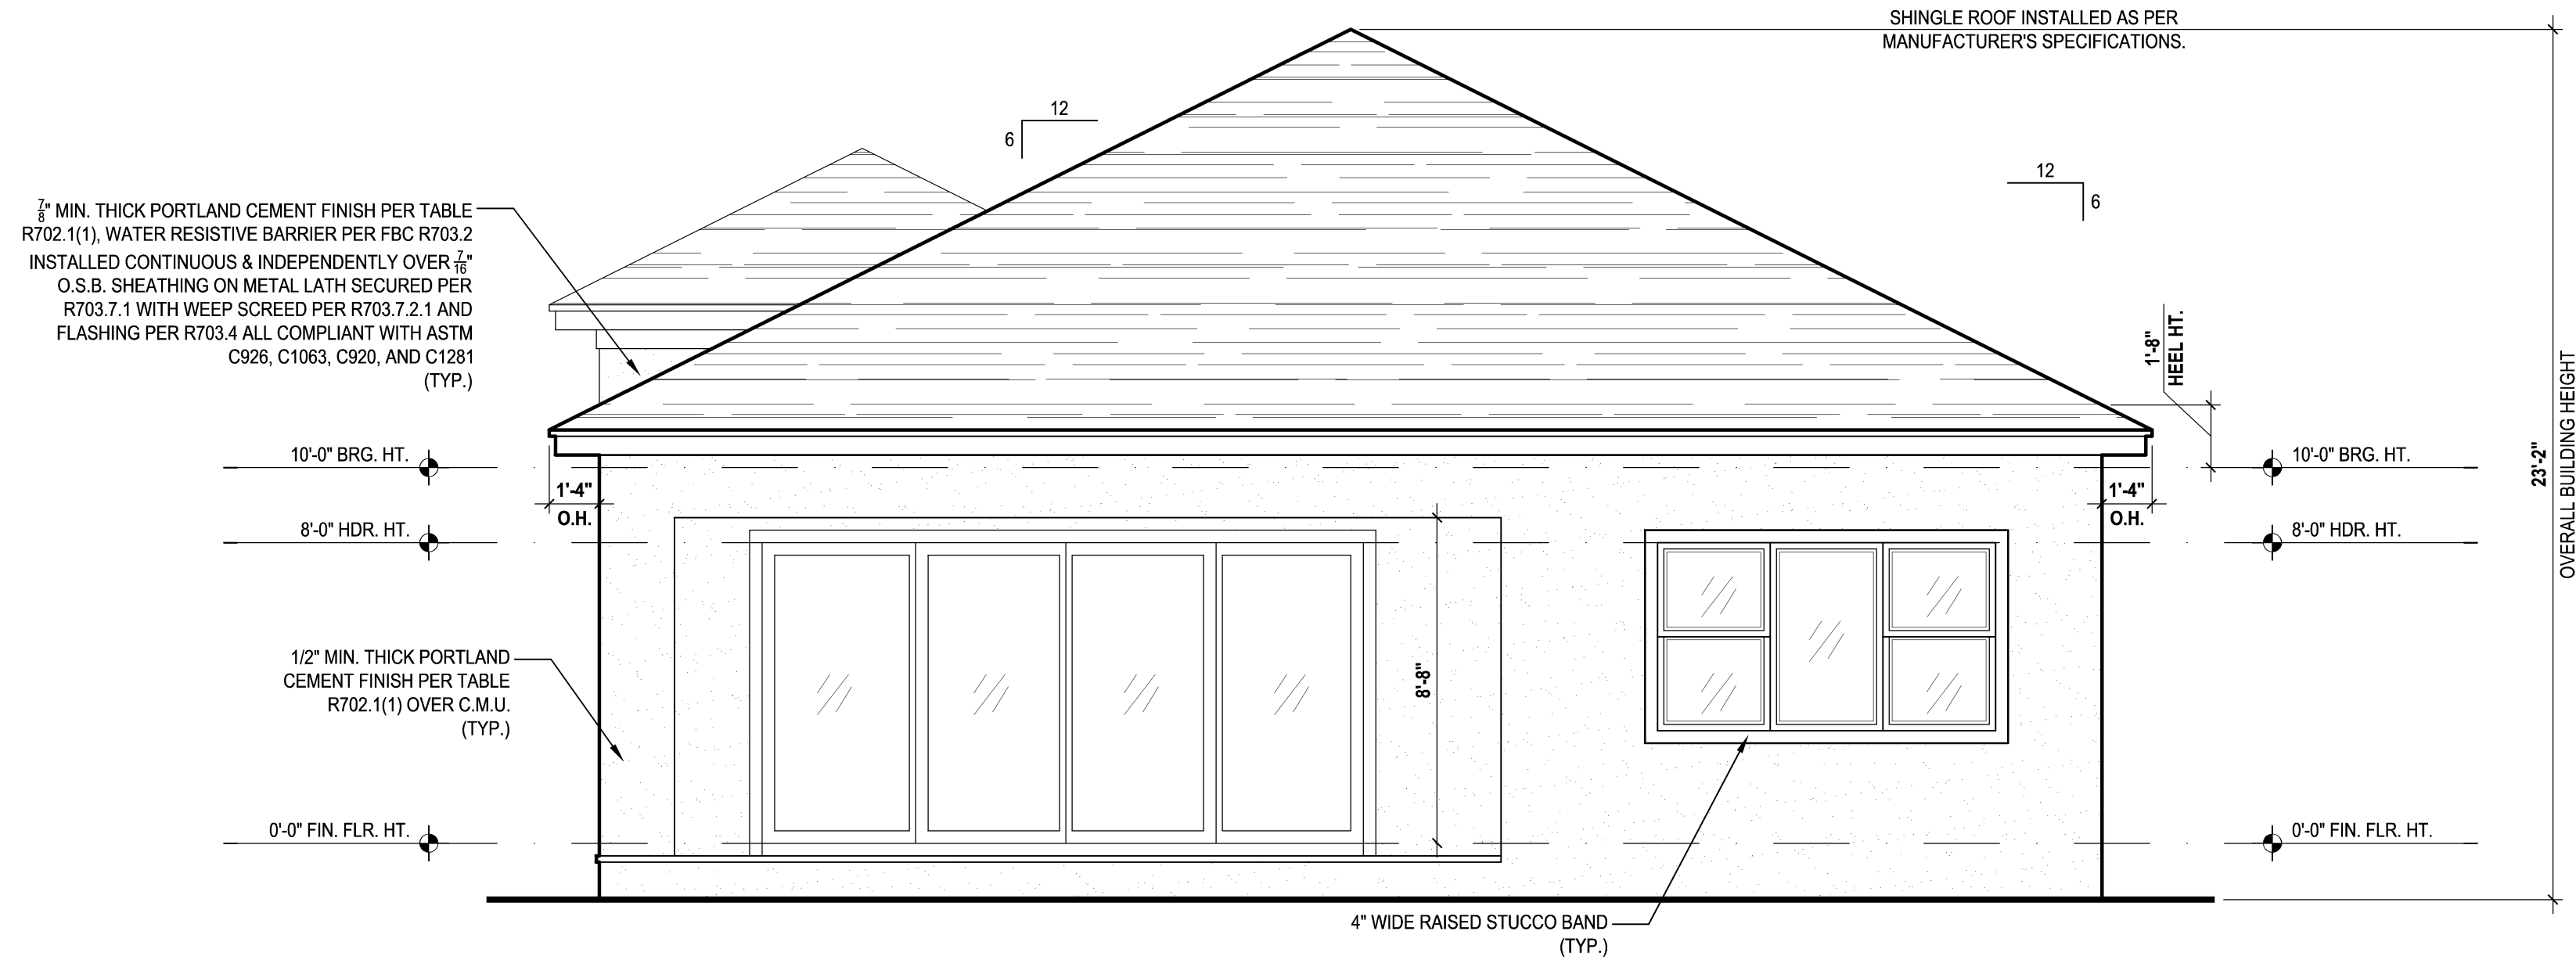 SHINGLE ROOF INSTALLED AS PER
MANUFACTURER'S SPECIFICATIONS.
12
6
12
6
7/8" MIN. THICK PORTLAND CEMENT FINISH PER TABLE
R702.1(1), WATER RESISTIVE BARRIER PER FBC R703.2
INSTALLED CONTINUOUS & INDEPENDENTLY OVER 7/16"
O.S.B. SHEATHING ON METAL LATH SECURED PER
R703.7.1 WITH WEEP SCREED PER R703.7.2.1 AND
FLASHING PER R703.4 ALL COMPLIANT WITH ASTM
C926, C1063, C920, AND C1281
(TYP.)
1'-8"
HEEL HT.
23'-2"
OVERALL BUILDING HEIGHT
10'-0" BRG. HT.
10'-0" BRG. HT.
1'-4"
O.H.
1'-4"
O.H.
8'-0" HDR. HT.
8'-0" HDR. HT.
1/2" MIN. THICK PORTLAND
CEMENT FINISH PER TABLE
R702.1(1) OVER C.M.U.
(TYP.)
8'-8"
0'-0" FIN. FLR. HT.
0'-0" FIN. FLR. HT.
4" WIDE RAISED STUCCO BAND
(TYP.)